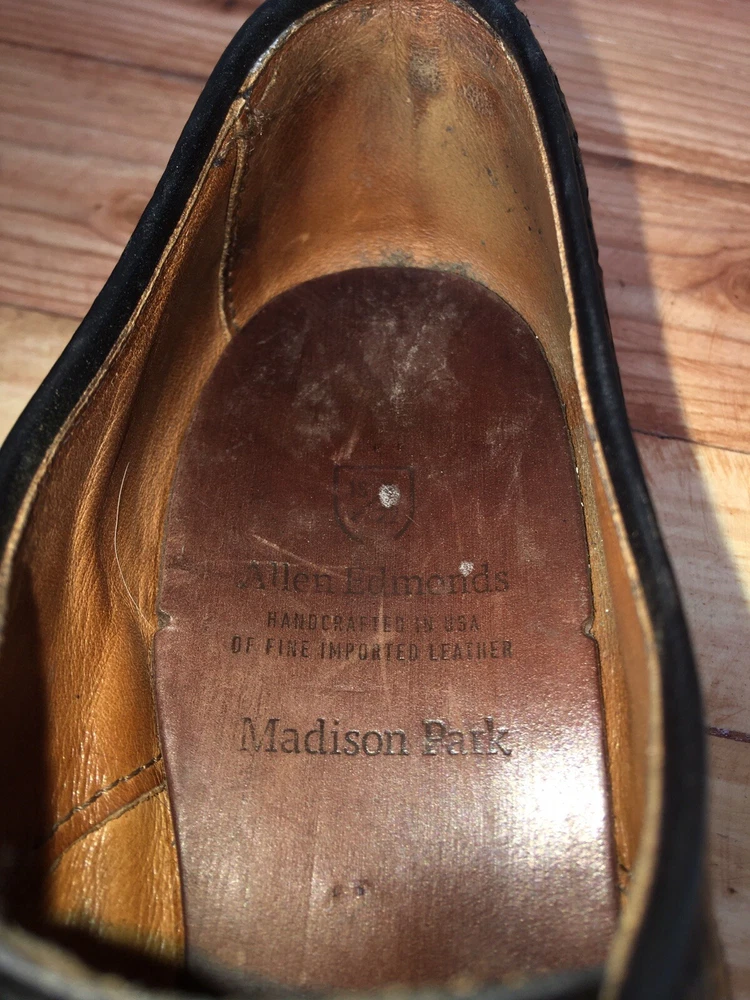 Allen Edmonds
HANDCRAFTED IN USA
OF FINE IMPORTED LEATHER
Madison Park